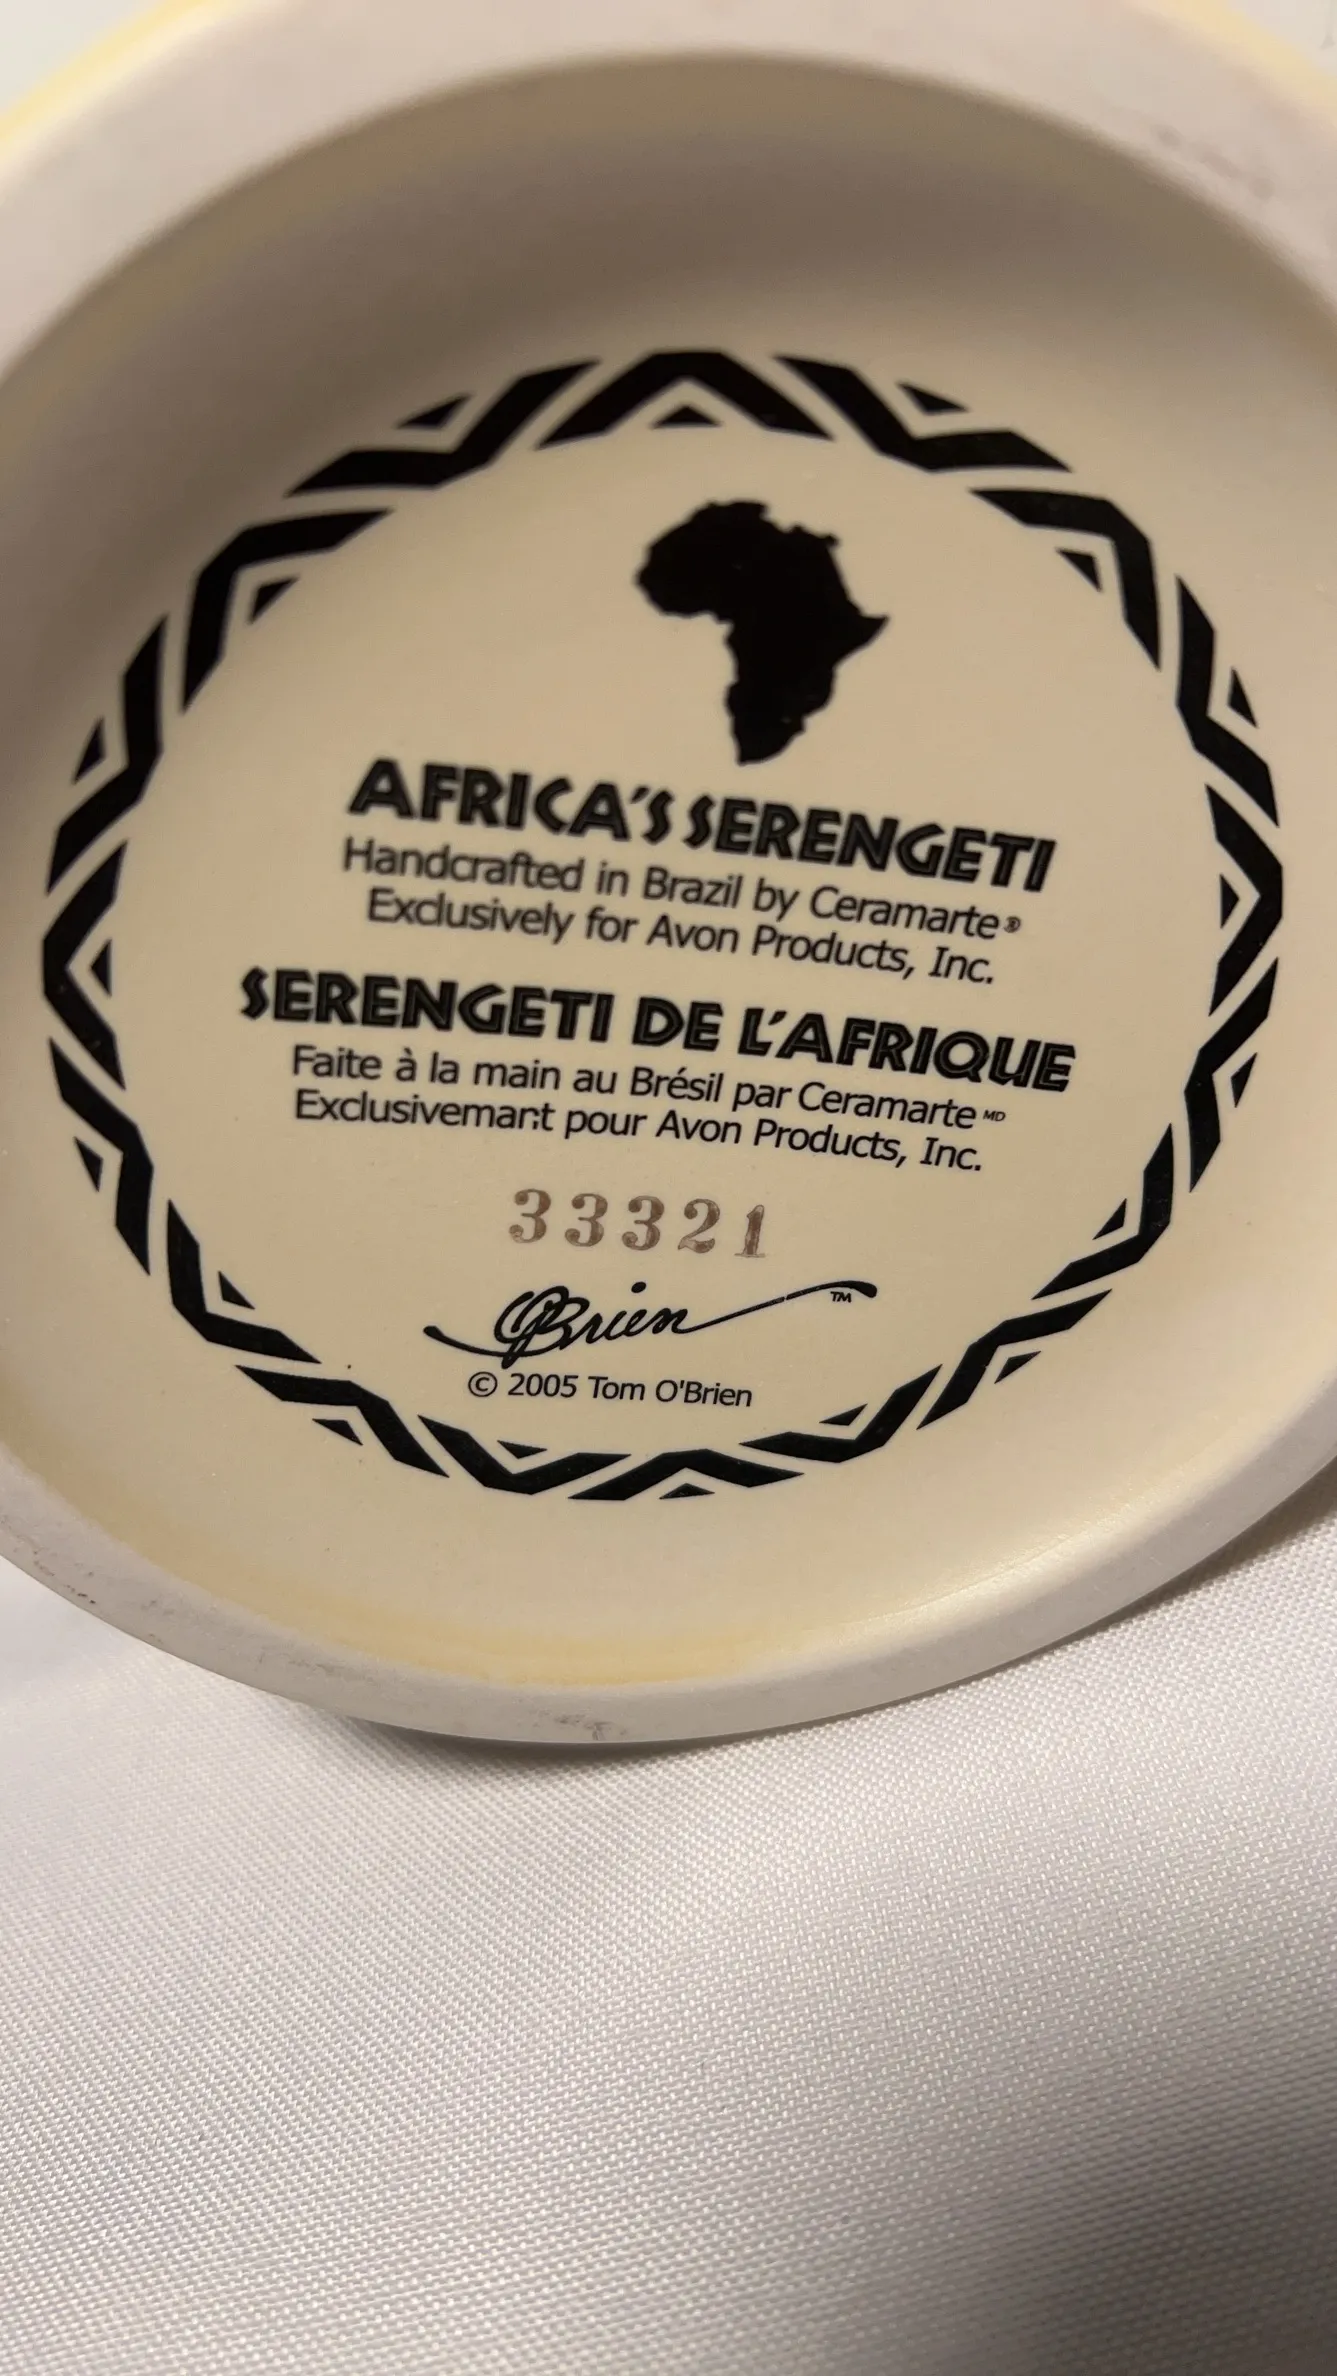 AFRICA'S SERENGETI
Handcrafted in Brazil by Ceramarte®
Exclusively for Avon Products, Inc.
SERENGETI DE L'AFRIQUE
Faite à la main au Brésil par Ceramarte MD
Exclusivemant pour Avon Products, Inc.
33321
O'Brien ™
© 2005 Tom O'Brien